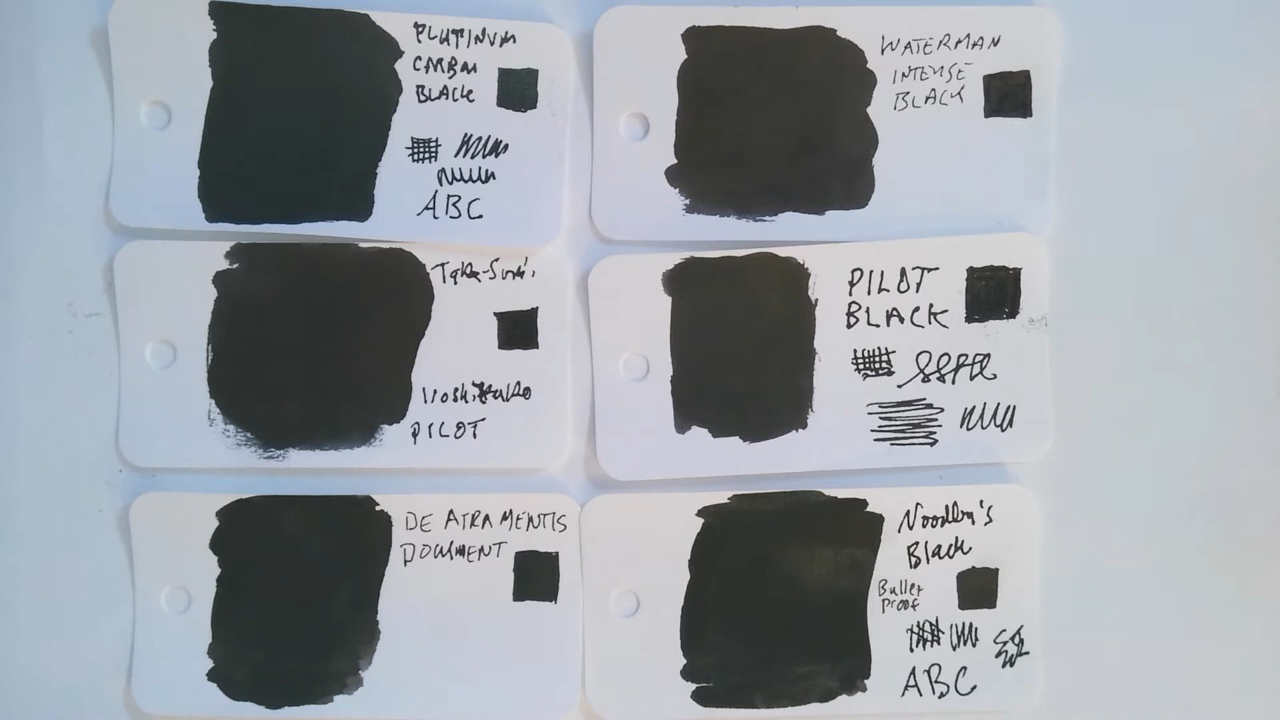 PLATINUM
CARBON
BLACK
ABC
WATERMAN
INTENSE
BLACK
Take-Sumi
PILOT
PILOT
BLACK
DE ATRAMENTIS
DOCUMENT
Noodler's
Black
Bullet
Proof
ABC